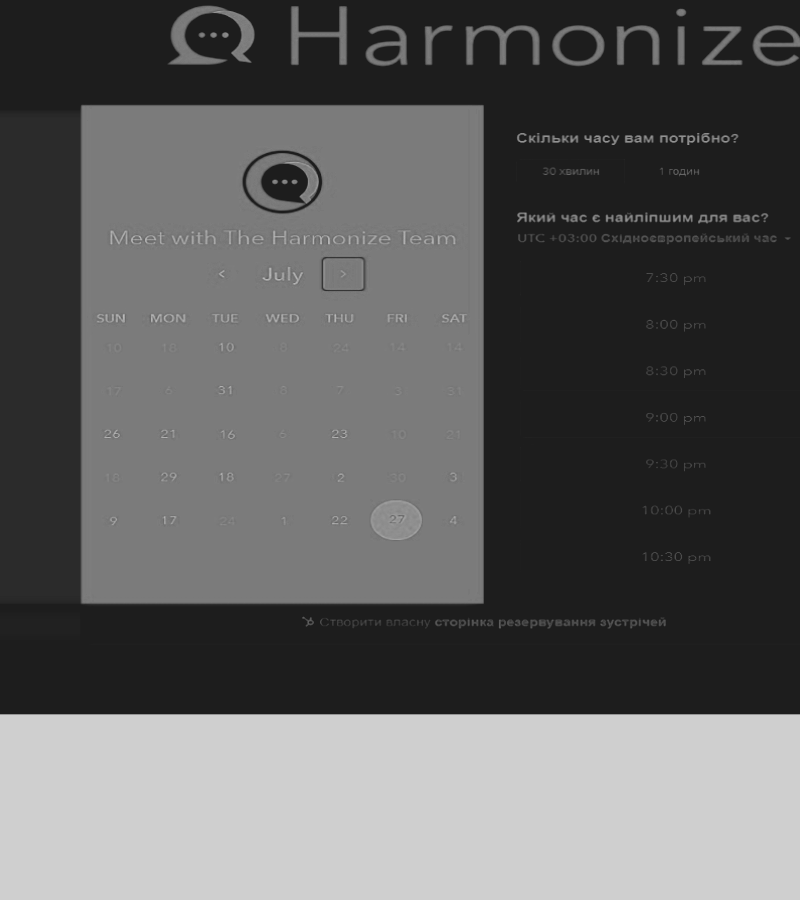 Harmonize
Meet with The Harmonize Team
< July >
SUN MON TUE WED THU FRI SAT
10 18 10 8 24 14 14
17 6 31 8 7 3 31
26 21 16 6 23 10 21
18 29 18 27 2 30 3
9 17 24 1 22 27 4
Скільки часу вам потрібно?
30 хвилин 1 годин
Який час є найліпшим для вас?
UTC +03:00 Східноєвропейський час
7:30 pm
8:00 pm
8:30 pm
9:00 pm
9:30 pm
10:00 pm
10:30 pm
Створити власну сторінка резервування зустрічей